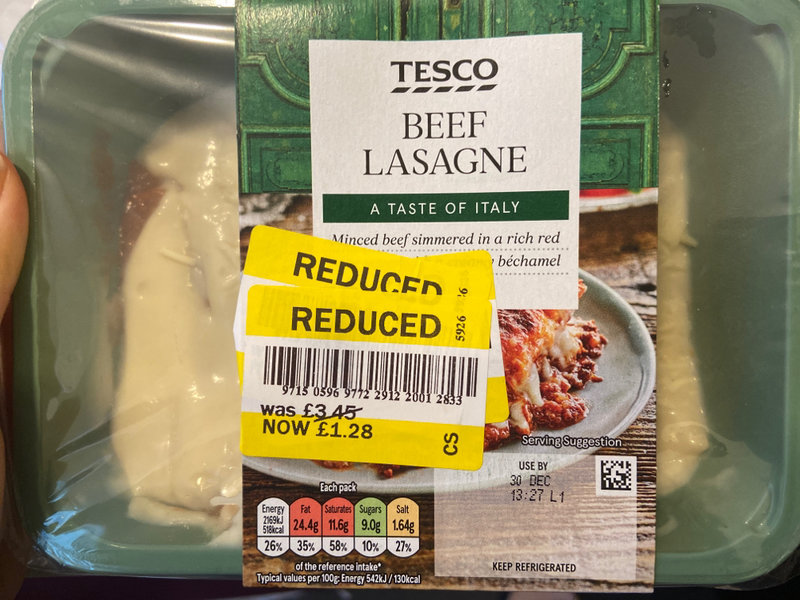 TESCO
BEEF
LASAGNE
A TASTE OF ITALY
Minced beef simmered in a rich red
béchamel
REDUCED
REDUCED
5926
9715 0596 9772 2912 2001 2833
was £3.45
NOW £1.28
CS
Serving Suggestion
USE BY
30 DEC
13:27 L1
KEEP REFRIGERATED
Each pack
Energy Fat Saturates Sugars Salt
2169kJ
518kcal 24.4g 11.6g 9.0g 1.64g
26% 35% 58% 10% 27%
of the reference intake*
Typical values per 100g: Energy 542kJ / 130kcal